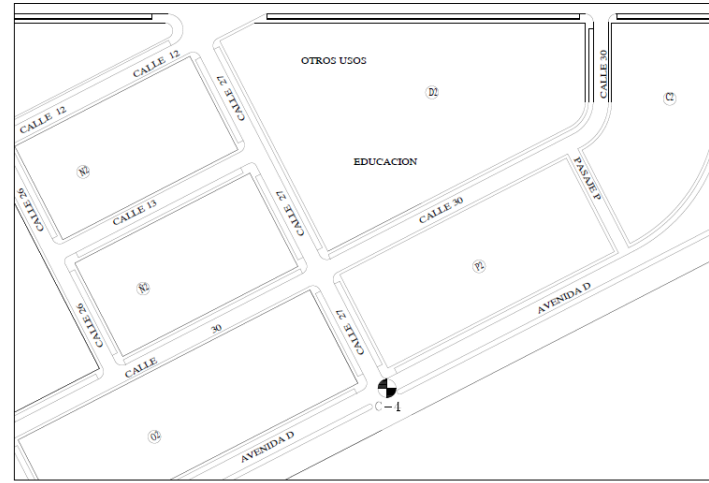 CALLE 12
CALLE 12
CALLE 27
OTROS USOS
D2
CALLE 30
C2
N2
EDUCACION
CALLE 26
CALLE 13
CALLE 27
CALLE 30
PASAJE P
Ñ2
P2
CALLE 26
CALLE 30
CALLE 27
AVENIDA D
C-4
O2
AVENIDA D